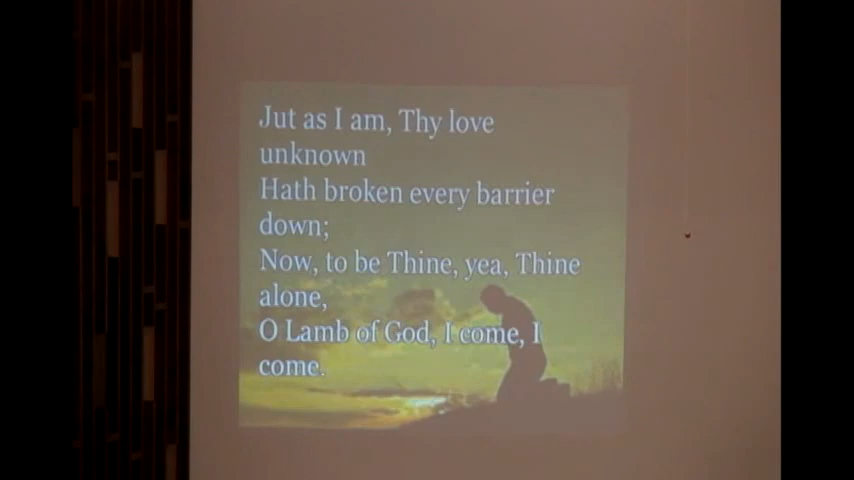 Jut as I am, Thy love
unknown
Hath broken every barrier
down;
Now, to be Thine, yea, Thine
alone,
O Lamb of God, I come, I
come.